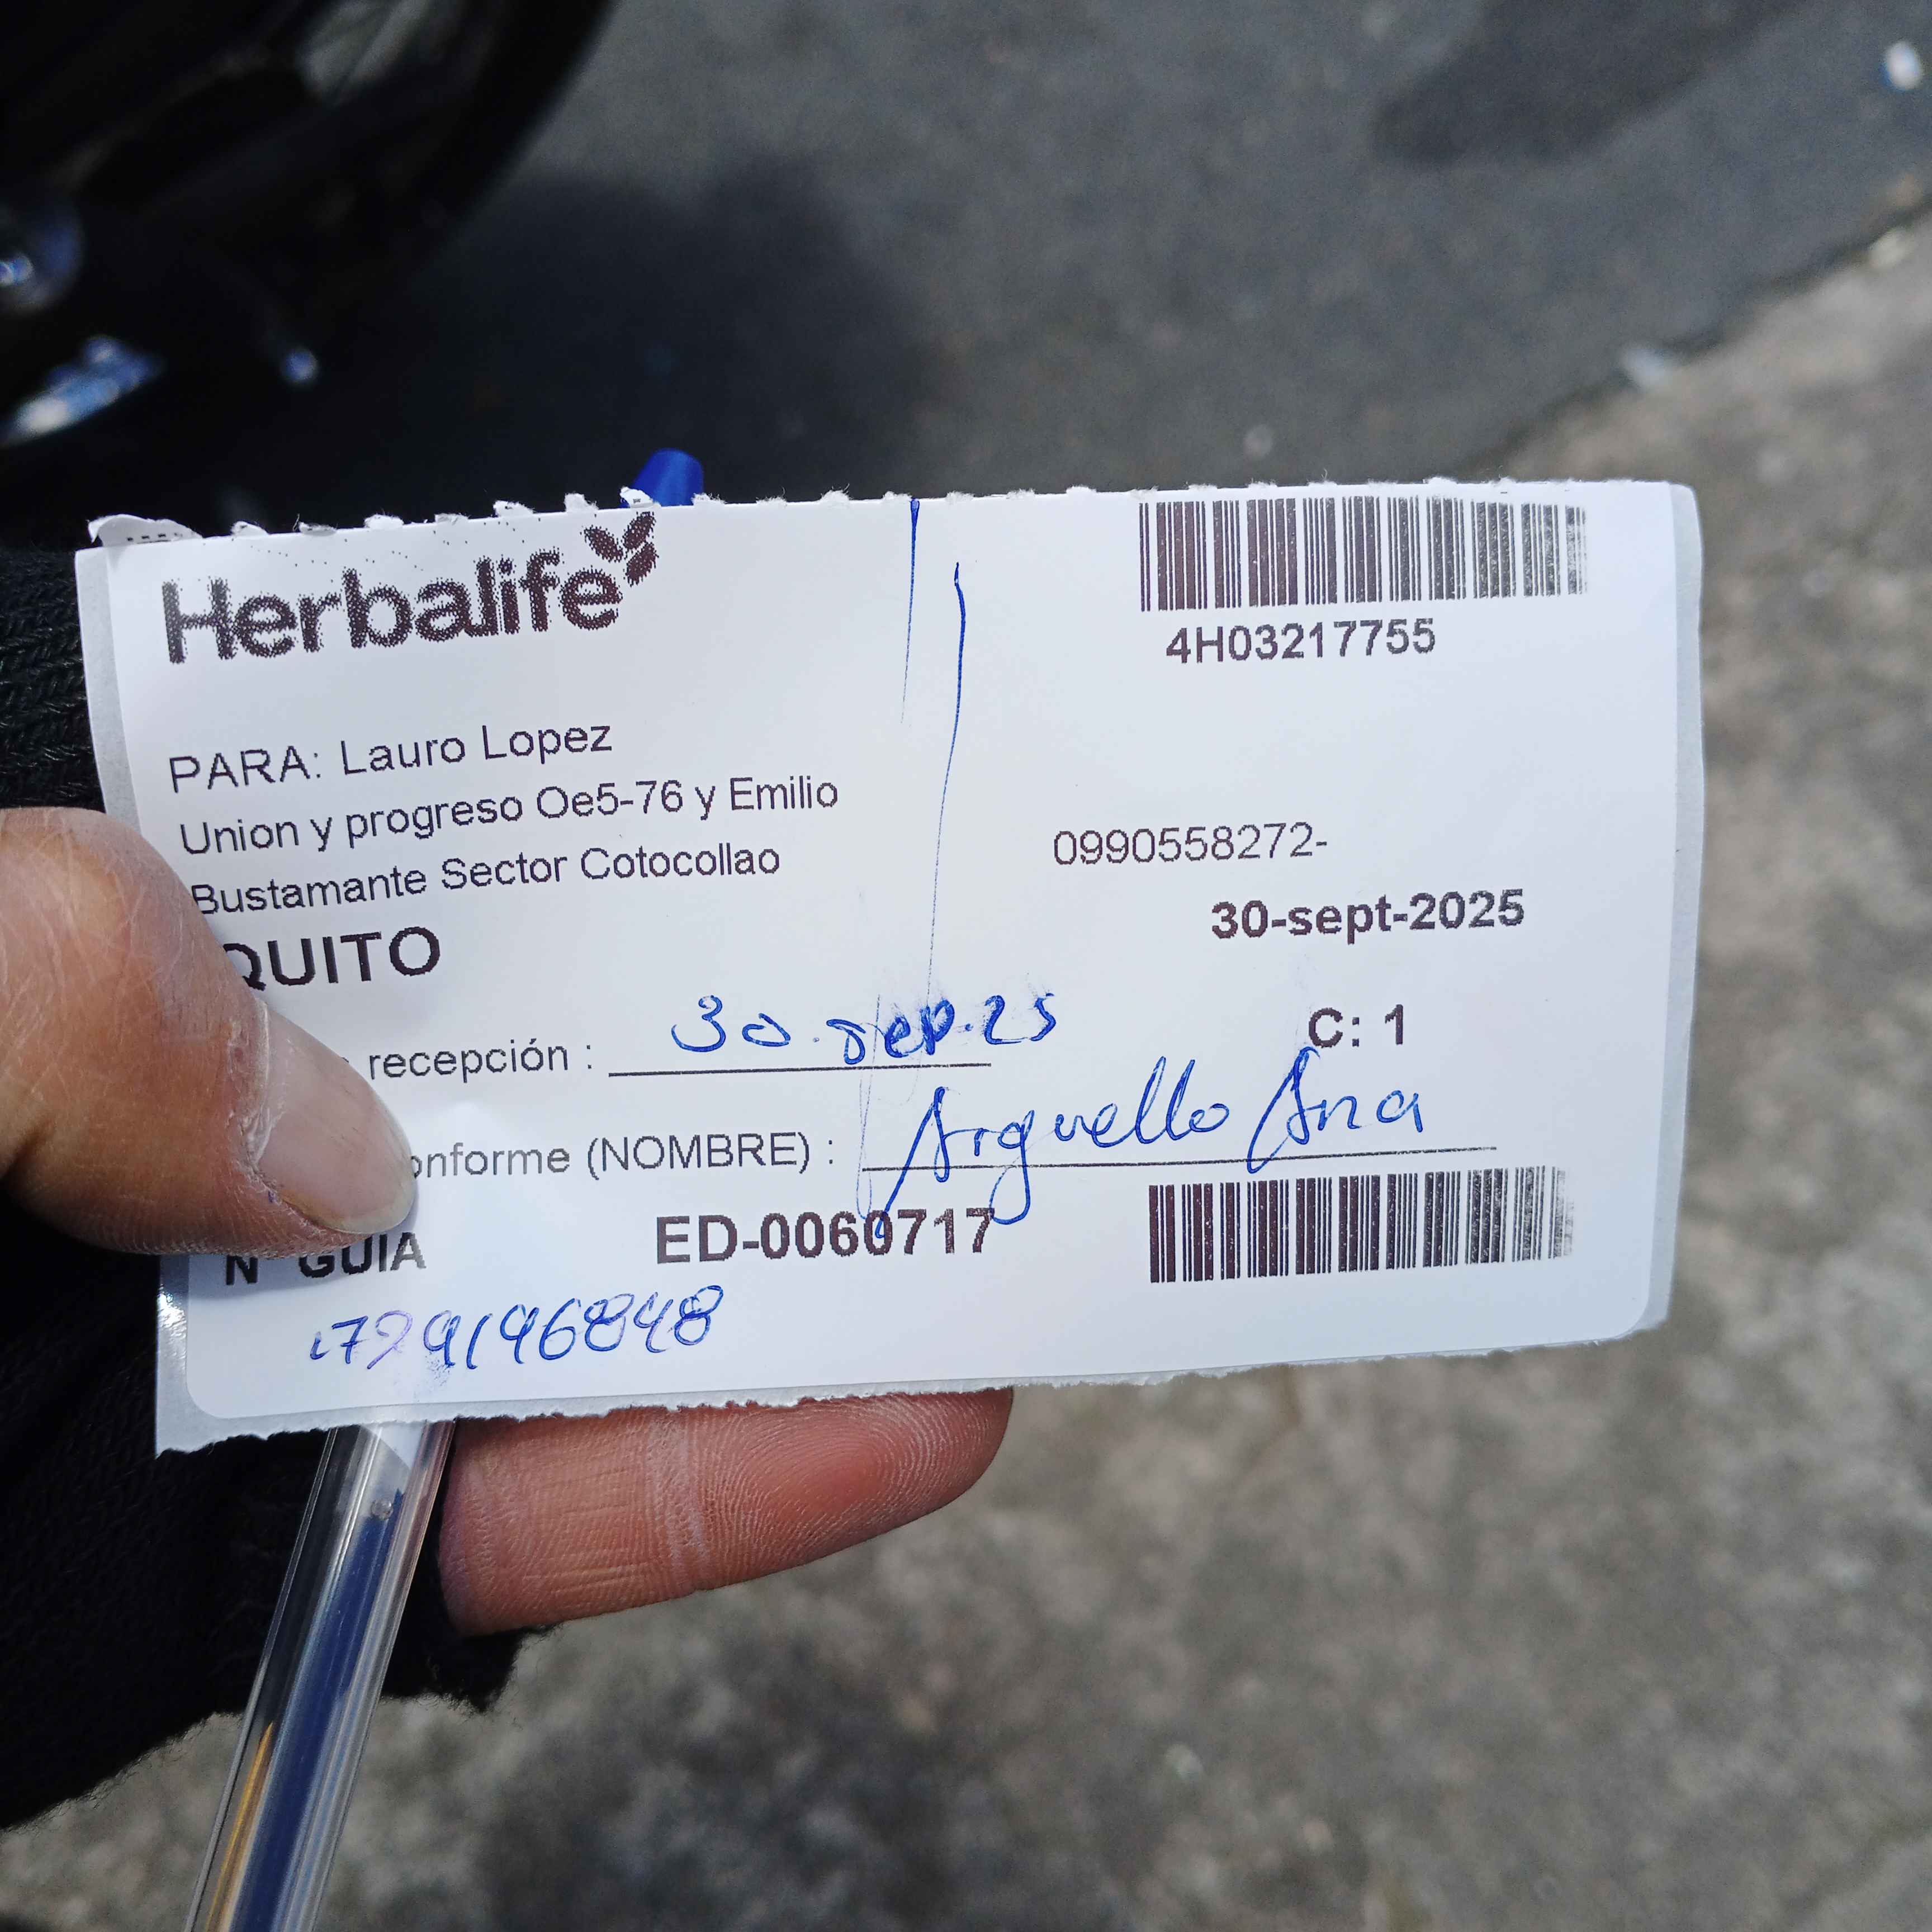 Herbalife
4H03217755
PARA: Lauro Lopez
Union y progreso Oe5-76 y Emilio
Bustamante Sector Cotocollao
0990558272-
QUITO
30-sept-2025
recepción : 30.sep.25
C: 1
onforme (NOMBRE) : Arguello Ana
N° GUIA ED-0060717